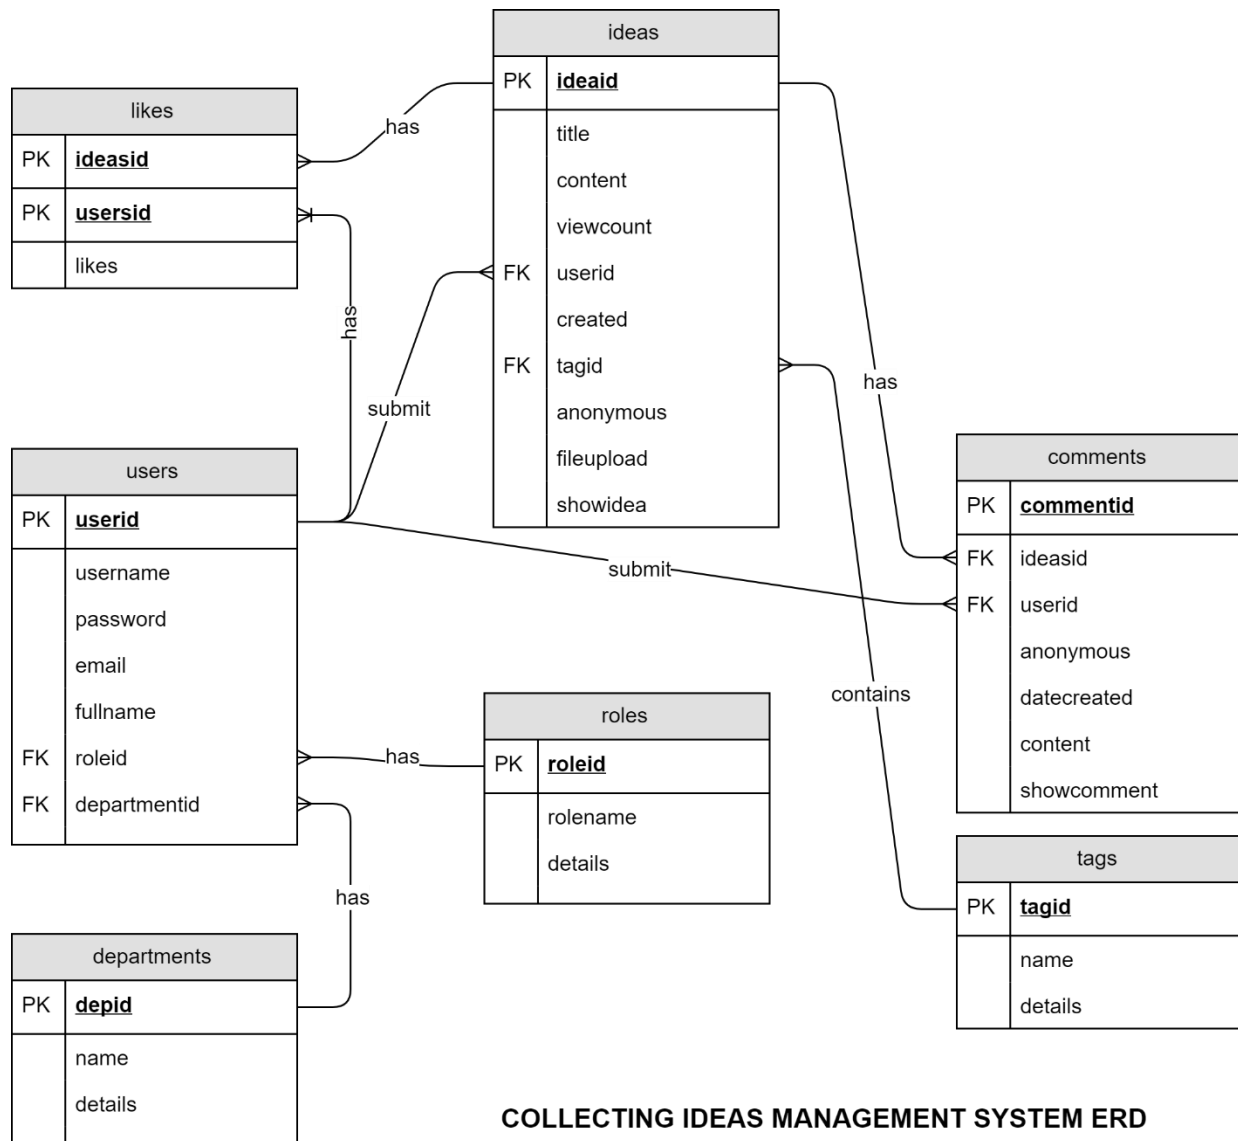 likes
PK ideasid
PK usersid
likes
ideas
PK ideaid
title
content
viewcount
FK userid
created
FK tagid
anonymous
fileupload
showidea
has
has
submit
has
users
PK userid
username
password
email
fullname
FK roleid
FK departmentid
submit
comments
PK commentid
FK ideasid
FK userid
anonymous
datecreated
content
showcomment
has
roles
PK roleid
rolename
details
contains
has
tags
PK tagid
name
details
departments
PK depid
name
details
COLLECTING IDEAS MANAGEMENT SYSTEM ERD